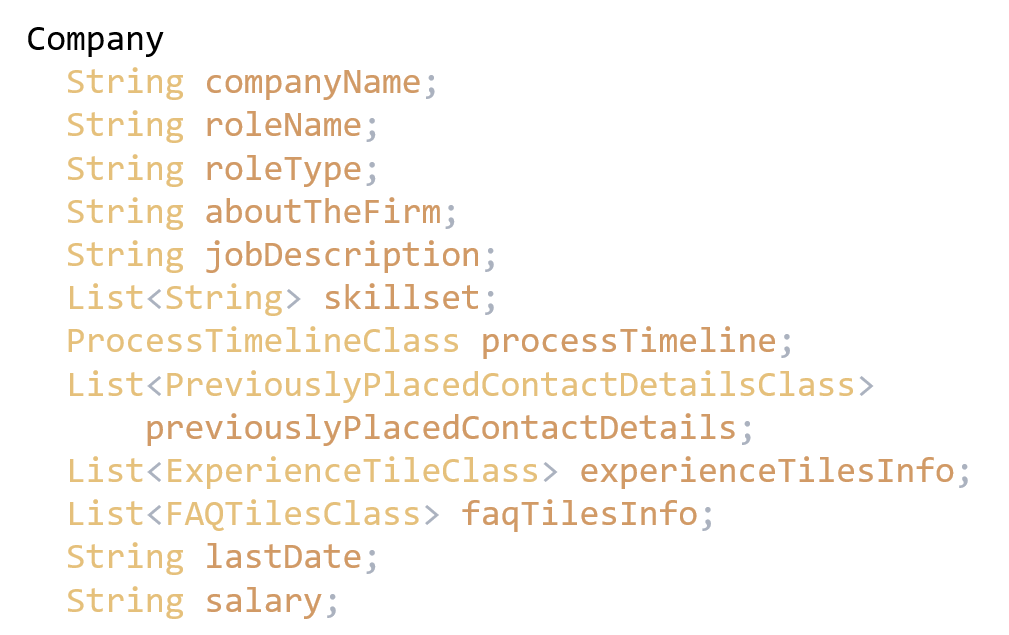 Company
String companyName;
String roleName;
String roleType;
String aboutTheFirm;
String jobDescription;
List<String> skillset;
ProcessTimelineClass processTimeline;
List<PreviouslyPlacedContactDetailsClass>
previouslyPlacedContactDetails;
List<ExperienceTileClass> experienceTilesInfo;
List<FAQTilesClass> faqTilesInfo;
String lastDate;
String salary;